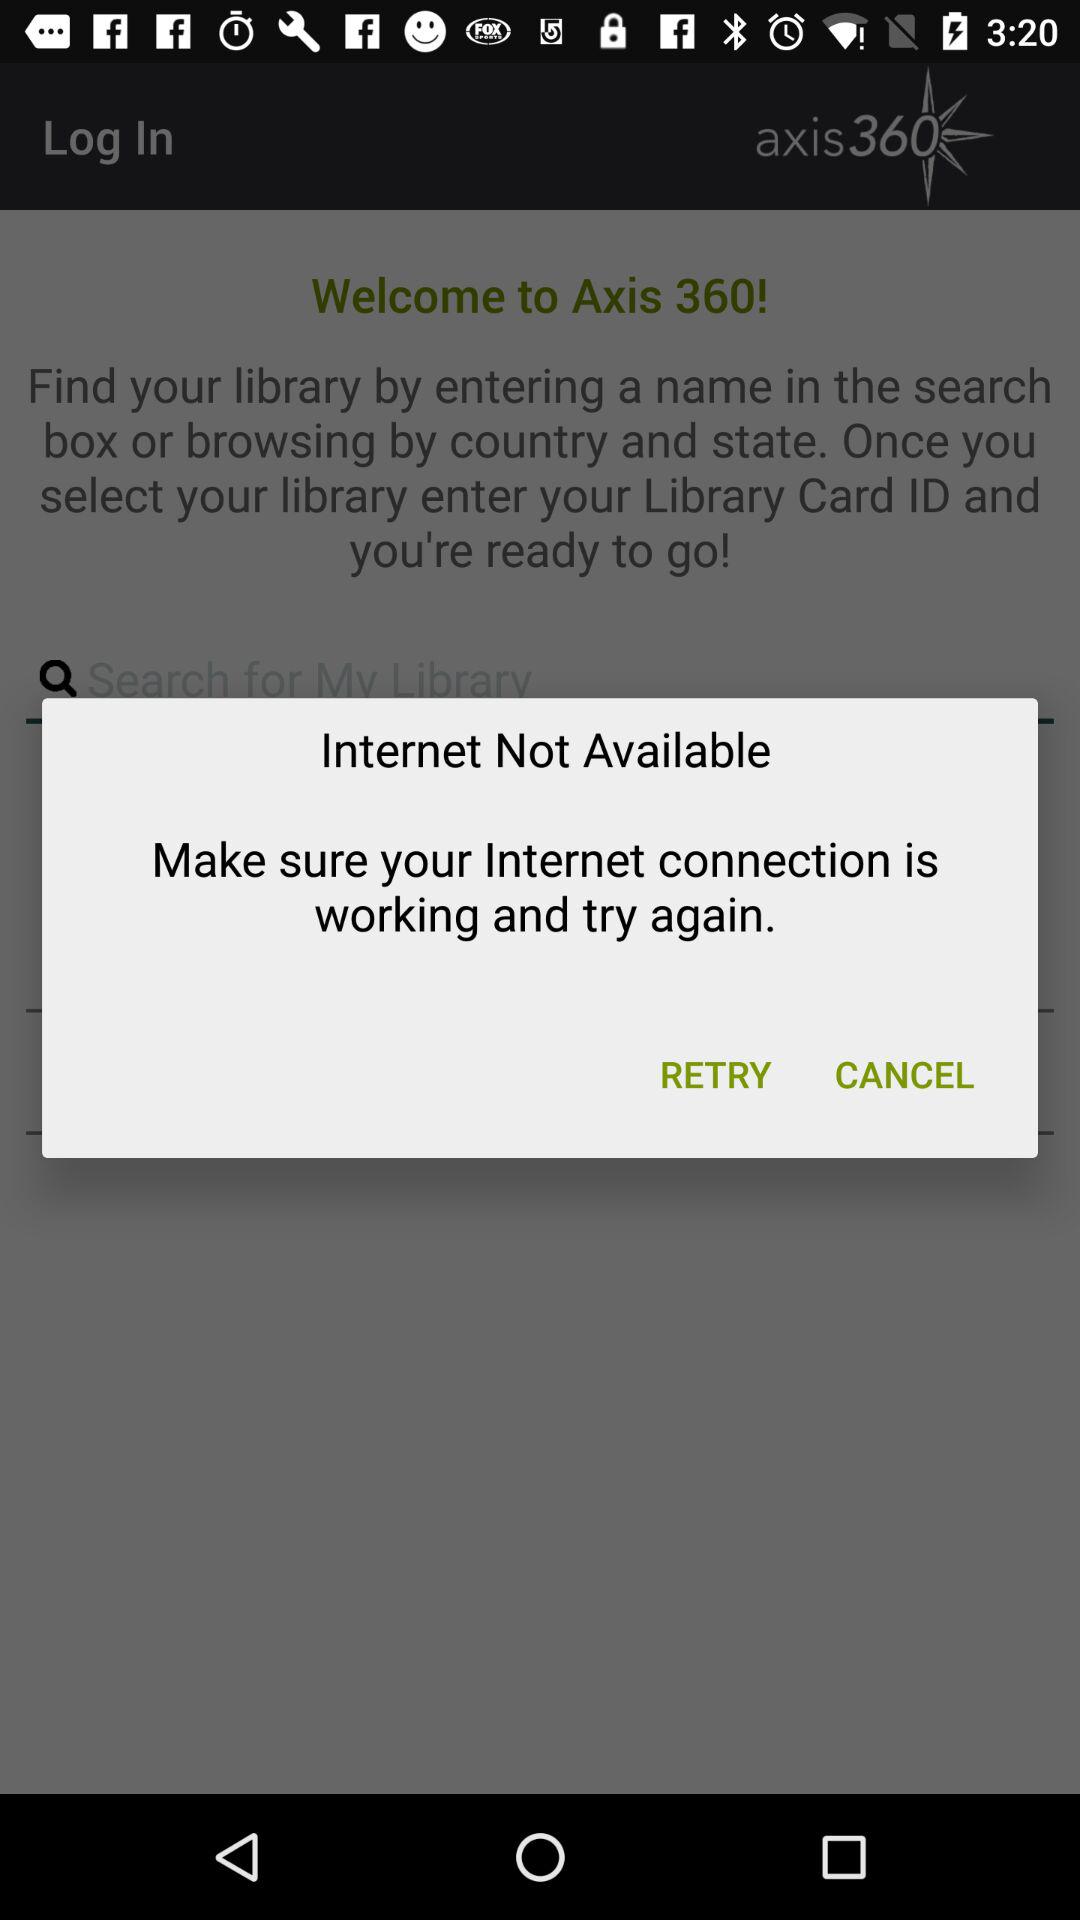 3:20
Log In
axis360
Welcome to Axis 360!
Find your library by entering a name in the search
box or browsing by country and state. Once you
select your library enter your Library Card ID and
you're ready to go!
Search for My Library
Internet Not Available
Make sure your Internet connection is
working and try again.
RETRY CANCEL